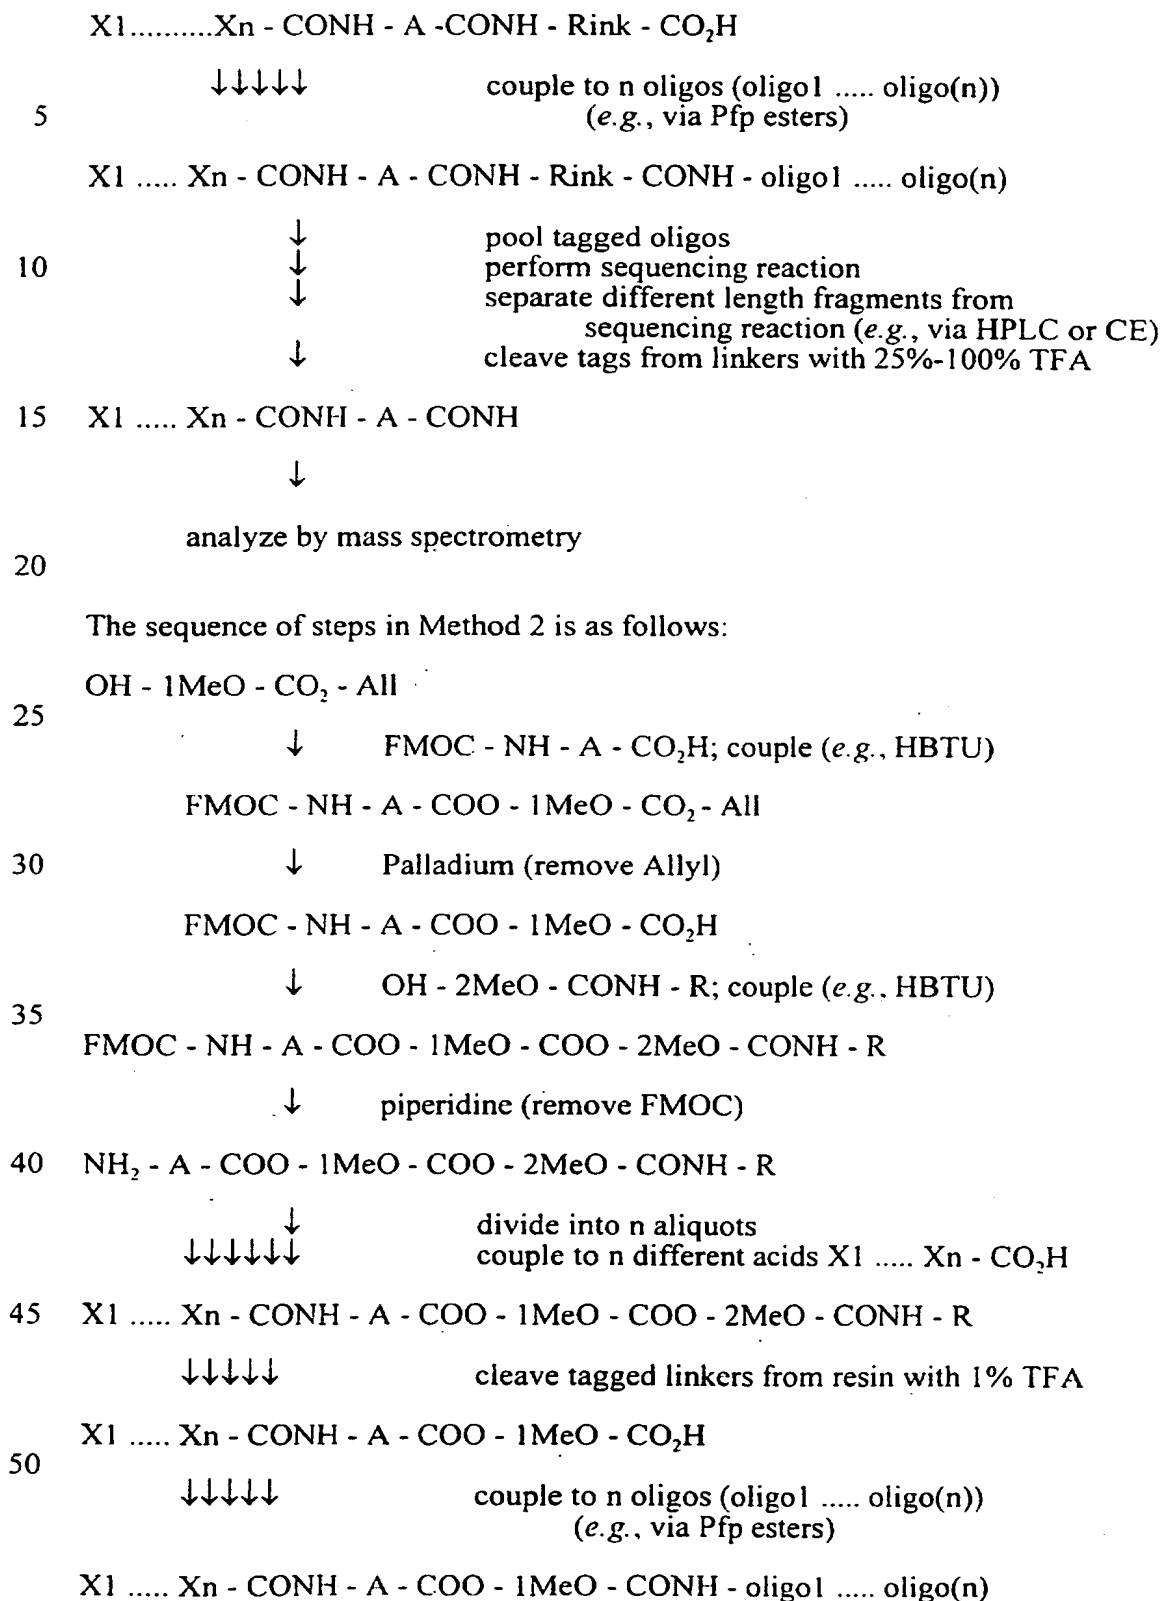 X1..........Xn - CONH - A -CONH - Rink - CO₂H
↓↓↓↓↓ couple to n oligos (oligo1 ..... oligo(n))
5 (e.g., via Pfp esters)
X1 ..... Xn - CONH - A - CONH - Rink - CONH - oligo1 ..... oligo(n)
↓ pool tagged oligos
10 ↓ perform sequencing reaction
↓ separate different length fragments from
sequencing reaction (e.g., via HPLC or CE)
↓ cleave tags from linkers with 25%-100% TFA
15 X1 ..... Xn - CONH - A - CONH
↓
analyze by mass spectrometry
20
The sequence of steps in Method 2 is as follows:
OH - 1MeO - CO₂ - All
25
↓ FMOC - NH - A - CO₂H; couple (e.g., HBTU)
FMOC - NH - A - COO - 1MeO - CO₂ - All
30 ↓ Palladium (remove Allyl)
FMOC - NH - A - COO - 1MeO - CO₂H
↓ OH - 2MeO - CONH - R; couple (e.g., HBTU)
35
FMOC - NH - A - COO - 1MeO - COO - 2MeO - CONH - R
↓ piperidine (remove FMOC)
40 NH₂ - A - COO - 1MeO - COO - 2MeO - CONH - R
↓ divide into n aliquots
↓↓↓↓↓↓ couple to n different acids X1 ..... Xn - CO₂H
45 X1 ..... Xn - CONH - A - COO - 1MeO - COO - 2MeO - CONH - R
↓↓↓↓↓ cleave tagged linkers from resin with 1% TFA
X1 ..... Xn - CONH - A - COO - 1MeO - CO₂H
50
↓↓↓↓↓ couple to n oligos (oligo1 ..... oligo(n))
(e.g., via Pfp esters)
X1 ..... Xn - CONH - A - COO - 1MeO - CONH - oligo1 ..... oligo(n)